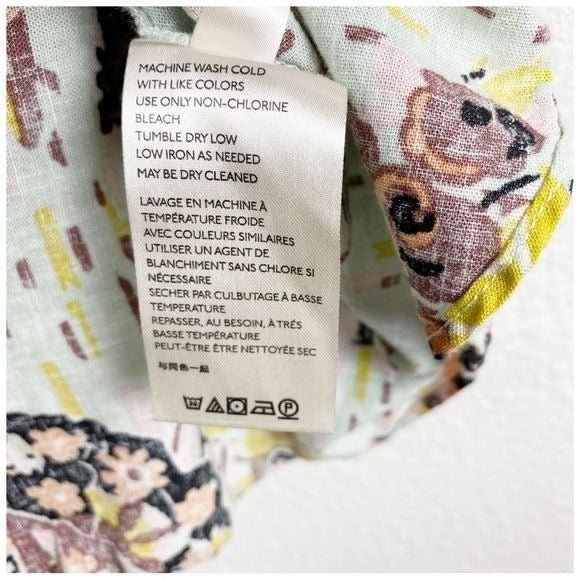 MACHINE WASH COLD
WITH LIKE COLORS
USE ONLY NON-CHLORINE
BLEACH
TUMBLE DRY LOW
LOW IRON AS NEEDED
MAY BE DRY CLEANED
LAVAGE EN MACHINE À
TEMPÉRATURE FROIDE
AVEC COULEURS SIMILAIRES
UTILISER UN AGENT DE
BLANCHIMENT SANS CHLORE SI
NÉCESSAIRE
SECHER PAR CULBUTAGE À BASSE
TEMPERATURE
REPASSER, AU BESOIN, À TRÉS
BASSE TEMPÉRATURE
PEUT-ÊTRE ÊTRE NETTOYÉE SEC
与同色一起